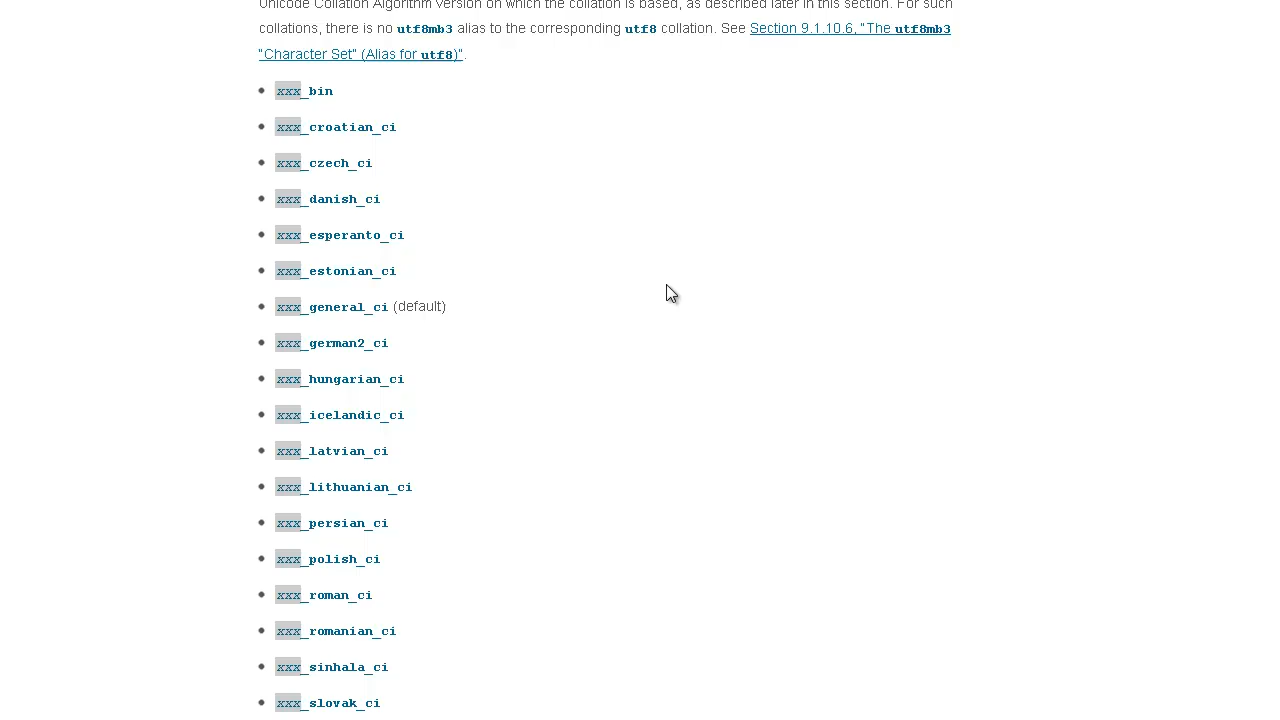 Unicode Collation Algorithm version on which the collation is based, as described later in this section. For such
collations, there is no utf8mb3 alias to the corresponding utf8 collation. See Section 9.1.10.6, “The utf8mb3
“Character Set” (Alias for utf8)”.
• xxx_bin
• xxx_croatian_ci
• xxx_czech_ci
• xxx_danish_ci
• xxx_esperanto_ci
• xxx_estonian_ci
• xxx_general_ci (default)
• xxx_german2_ci
• xxx_hungarian_ci
• xxx_icelandic_ci
• xxx_latvian_ci
• xxx_lithuanian_ci
• xxx_persian_ci
• xxx_polish_ci
• xxx_roman_ci
• xxx_romanian_ci
• xxx_sinhala_ci
• xxx_slovak_ci